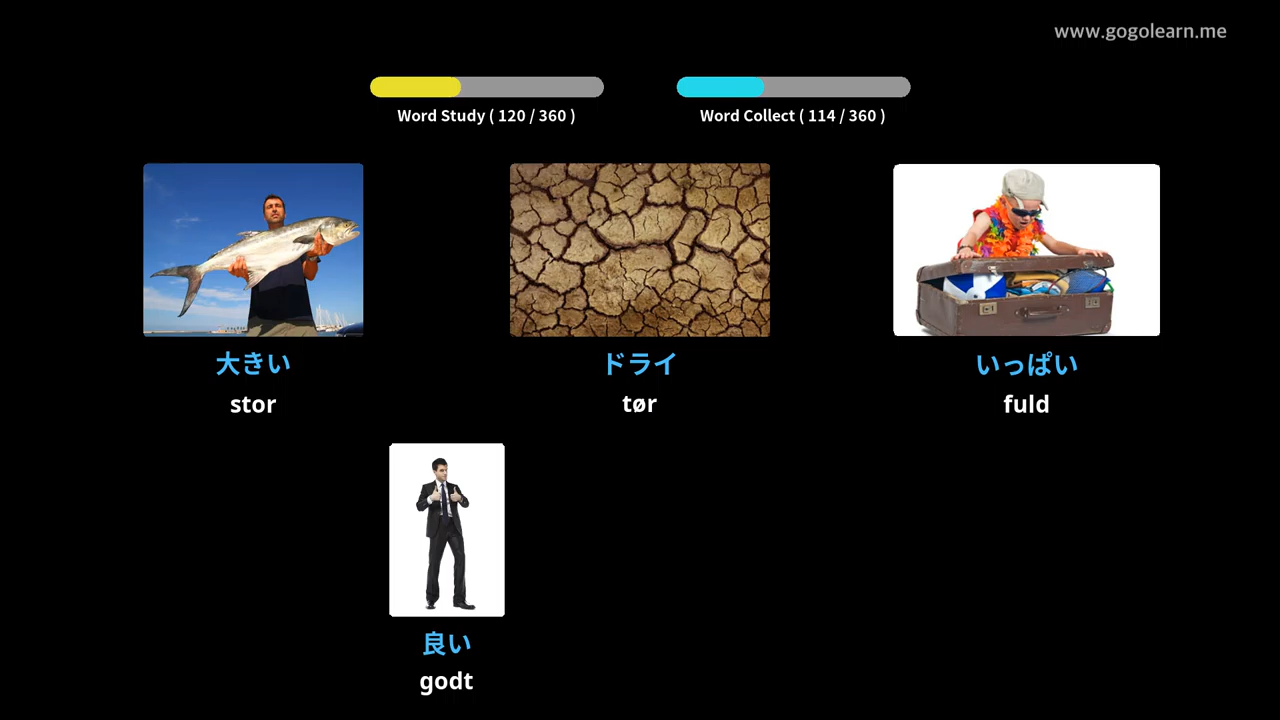 www.gogolearn.me
Word Study ( 120 / 360 )
Word Collect ( 114 / 360 )
大きい
stor
ドライ
tør
いっぱい
fuld
良い
godt